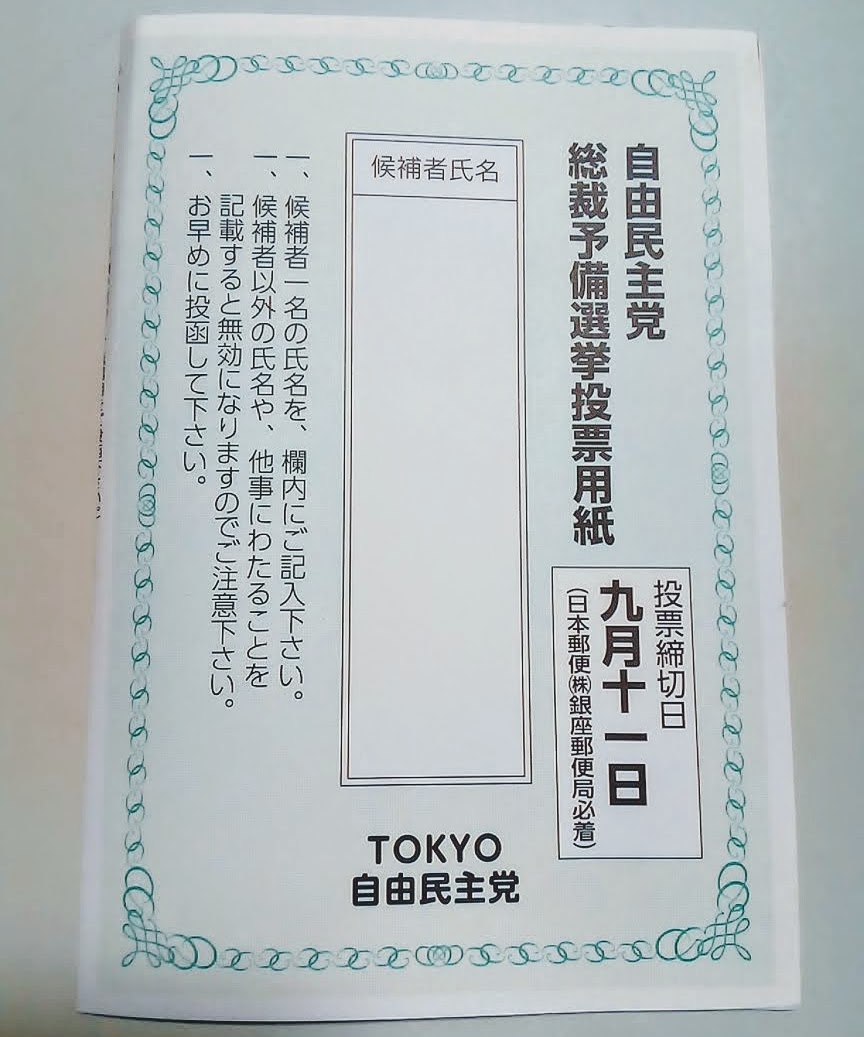 自由民主党
総裁予備選挙投票用紙
投票締切日
九月十一日
(日本郵便㈱銀座郵便局必着)
候補者氏名
一、候補者一名の氏名を、欄内にご記入下さい。
一、候補者以外の氏名や、他事にわたることを
記載すると無効になりますのでご注意下さい。
一、お早めに投函して下さい。
TOKYO
自由民主党